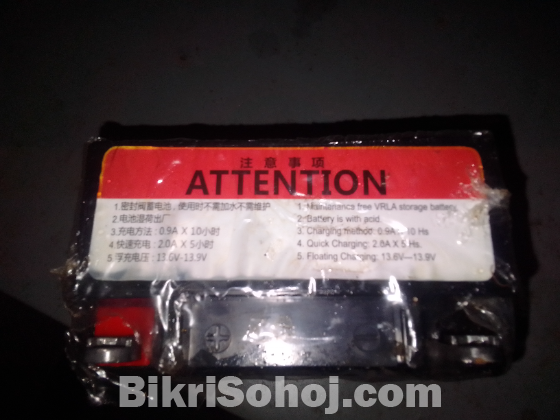 注意事项
ATTENTION
1.密封阀蓄电池，使用时不需加水不需维护
2.电池湿荷出厂
3.充电方法：0.9A X 10小时
4.快速充电：2.0A X 5小时
5.浮充电压：13.6V-13.9V
1. Maintenance free VRLA storage battery.
2. Battery is with acid.
3. Charging method: 0.9A 10 Hs
4. Quick Charging: 2.0A X 5 Hs.
5. Floating Charging: 13.6V—13.9V
BikriSohoj.com